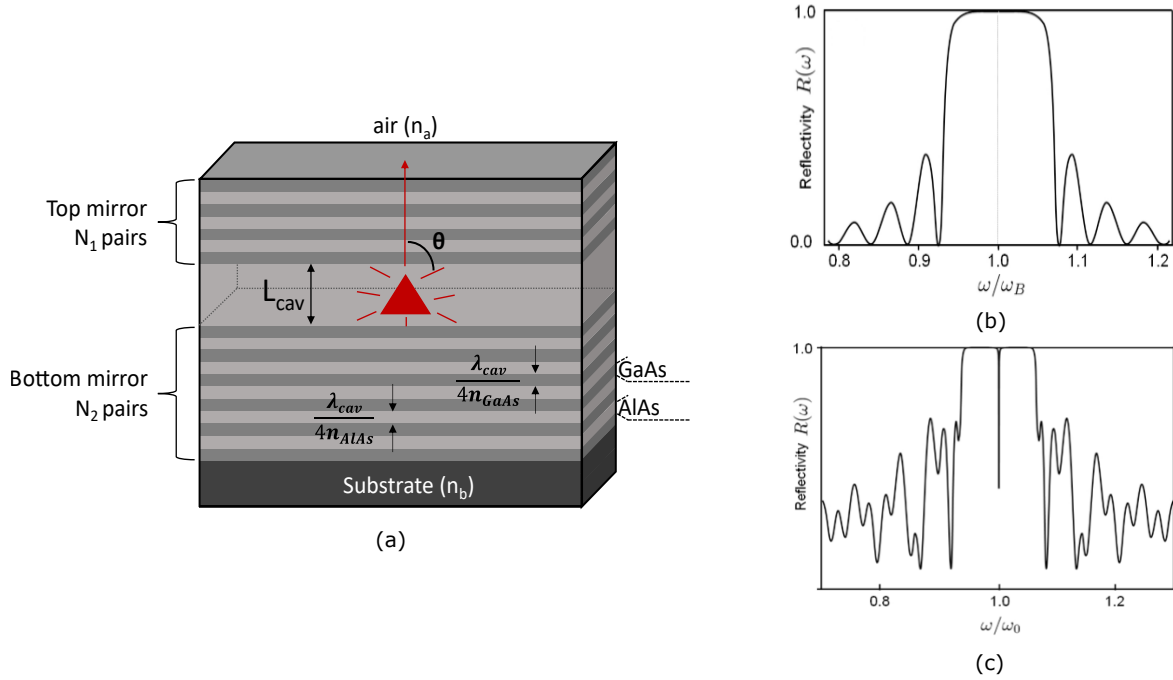 air (n_a)
Top mirror
N_1 pairs
θ
L_cav
Bottom mirror
N_2 pairs
λ_cav
4n_GaAs
λ_cav
4n_AlAs
GaAs
AlAs
Substrate (n_b)
(a)
Reflectivity R(ω)
1.0
0.0
0.8 0.9 1.0 1.1 1.2
ω/ω_B
(b)
Reflectivity R(ω)
1.0
0.8 1.0 1.2
ω/ω_0
(c)